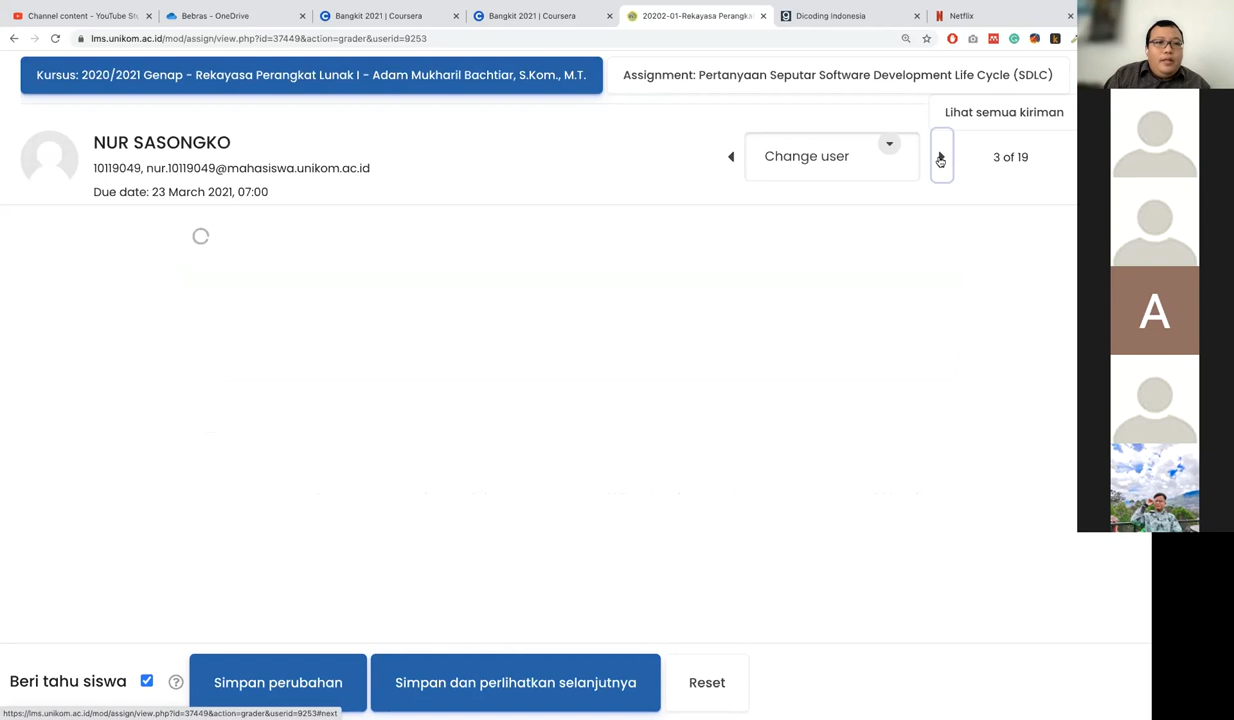 Channel content - YouTube Stu
Bebras - OneDrive
Bangkit 2021 | Coursera
Bangkit 2021 | Coursera
20202-01-Rekayasa Perangka
Dicoding Indonesia
Netflix
lms.unikom.ac.id/mod/assign/view.php?id=37449&action=grader&userid=9253
Kursus: 2020/2021 Genap - Rekayasa Perangkat Lunak I - Adam Mukharil Bachtiar, S.Kom., M.T.
Assignment: Pertanyaan Seputar Software Development Life Cycle (SDLC)
Lihat semua kiriman
NUR SASONGKO
10119049, nur.10119049@mahasiswa.unikom.ac.id
Due date: 23 March 2021, 07:00
Change user
3 of 19
A
Beri tahu siswa
Simpan perubahan
Simpan dan perlihatkan selanjutnya
Reset
https://lms.unikom.ac.id/mod/assign/view.php?id=37449&action=grader&userid=9253#next